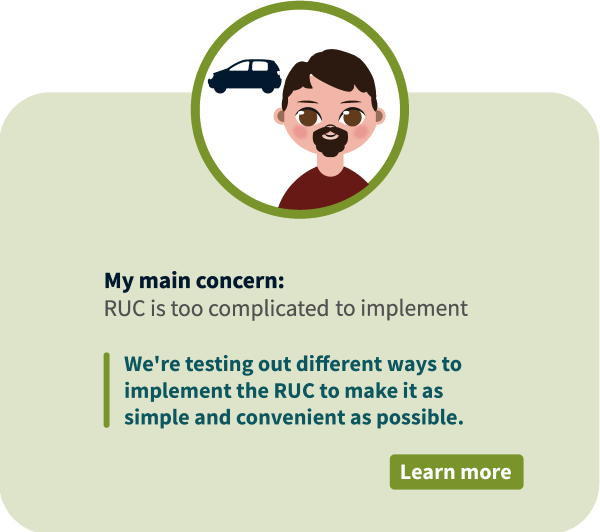 My main concern:
RUC is too complicated to implement
We're testing out different ways to
implement the RUC to make it as
simple and convenient as possible.
Learn more